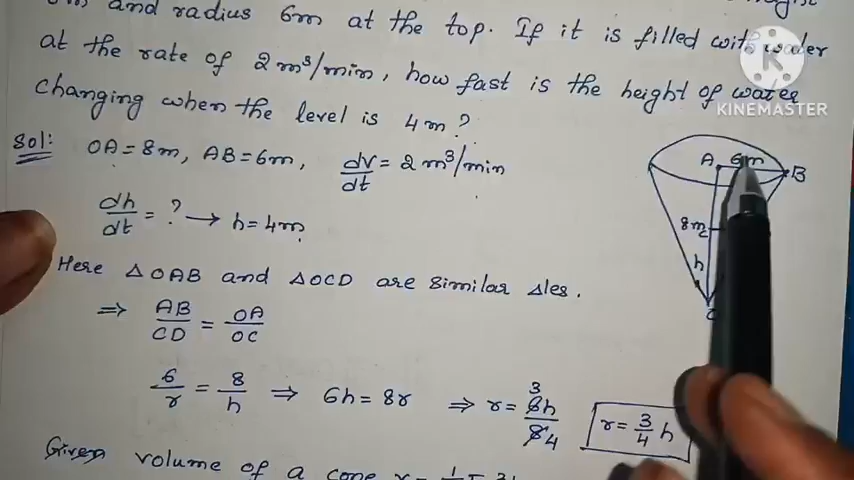 and radius 6m at the top. If it is filled with water
at the rate of 2 m³/min, how fast is the height of water
changing when the level is 4m?
KINEMASTER
Sol: OA = 8m, AB = 6m, dv/dt = 2 m³/min
A 6m B
dh/dt = ? → h = 4m.
8m
c
h
Here ΔOAB and ΔOCD are similar Δles.
O
⇒ AB/CD = OA/OC
6/r = 8/h ⇒ 6h = 8r ⇒ r = 6h/8 3 4
r = 3/4 h
Given volume of a cone